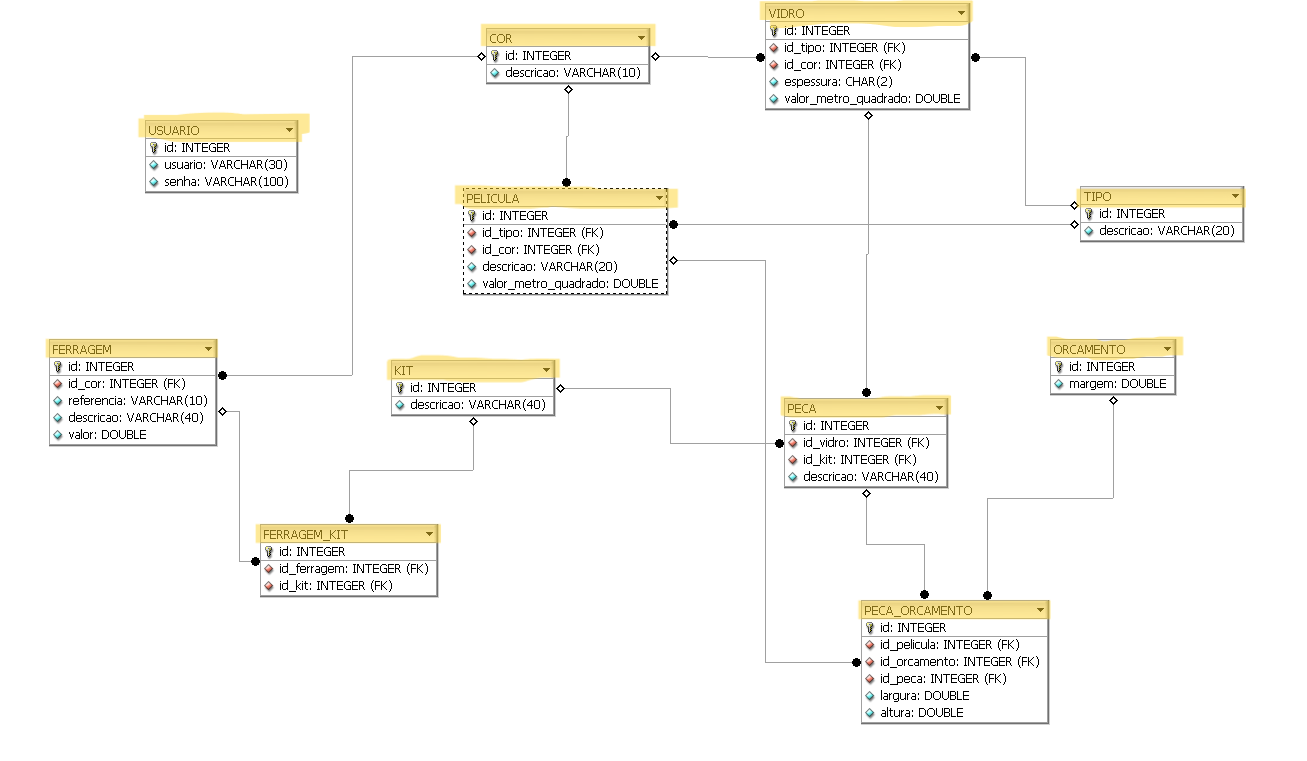 COR
id: INTEGER
descricao: VARCHAR(10)
VIDRO
id: INTEGER
id_tipo: INTEGER (FK)
id_cor: INTEGER (FK)
espessura: CHAR(2)
valor_metro_quadrado: DOUBLE
USUARIO
id: INTEGER
usuario: VARCHAR(30)
senha: VARCHAR(100)
PELICULA
id: INTEGER
id_tipo: INTEGER (FK)
id_cor: INTEGER (FK)
descricao: VARCHAR(20)
valor_metro_quadrado: DOUBLE
TIPO
id: INTEGER
descricao: VARCHAR(20)
FERRAGEM
id: INTEGER
id_cor: INTEGER (FK)
referencia: VARCHAR(10)
descricao: VARCHAR(40)
valor: DOUBLE
KIT
id: INTEGER
descricao: VARCHAR(40)
PECA
id: INTEGER
id_vidro: INTEGER (FK)
id_kit: INTEGER (FK)
descricao: VARCHAR(40)
ORCAMENTO
id: INTEGER
margem: DOUBLE
FERRAGEM_KIT
id: INTEGER
id_ferragem: INTEGER (FK)
id_kit: INTEGER (FK)
PECA_ORCAMENTO
id: INTEGER
id_pelicula: INTEGER (FK)
id_orcamento: INTEGER (FK)
id_peca: INTEGER (FK)
largura: DOUBLE
altura: DOUBLE